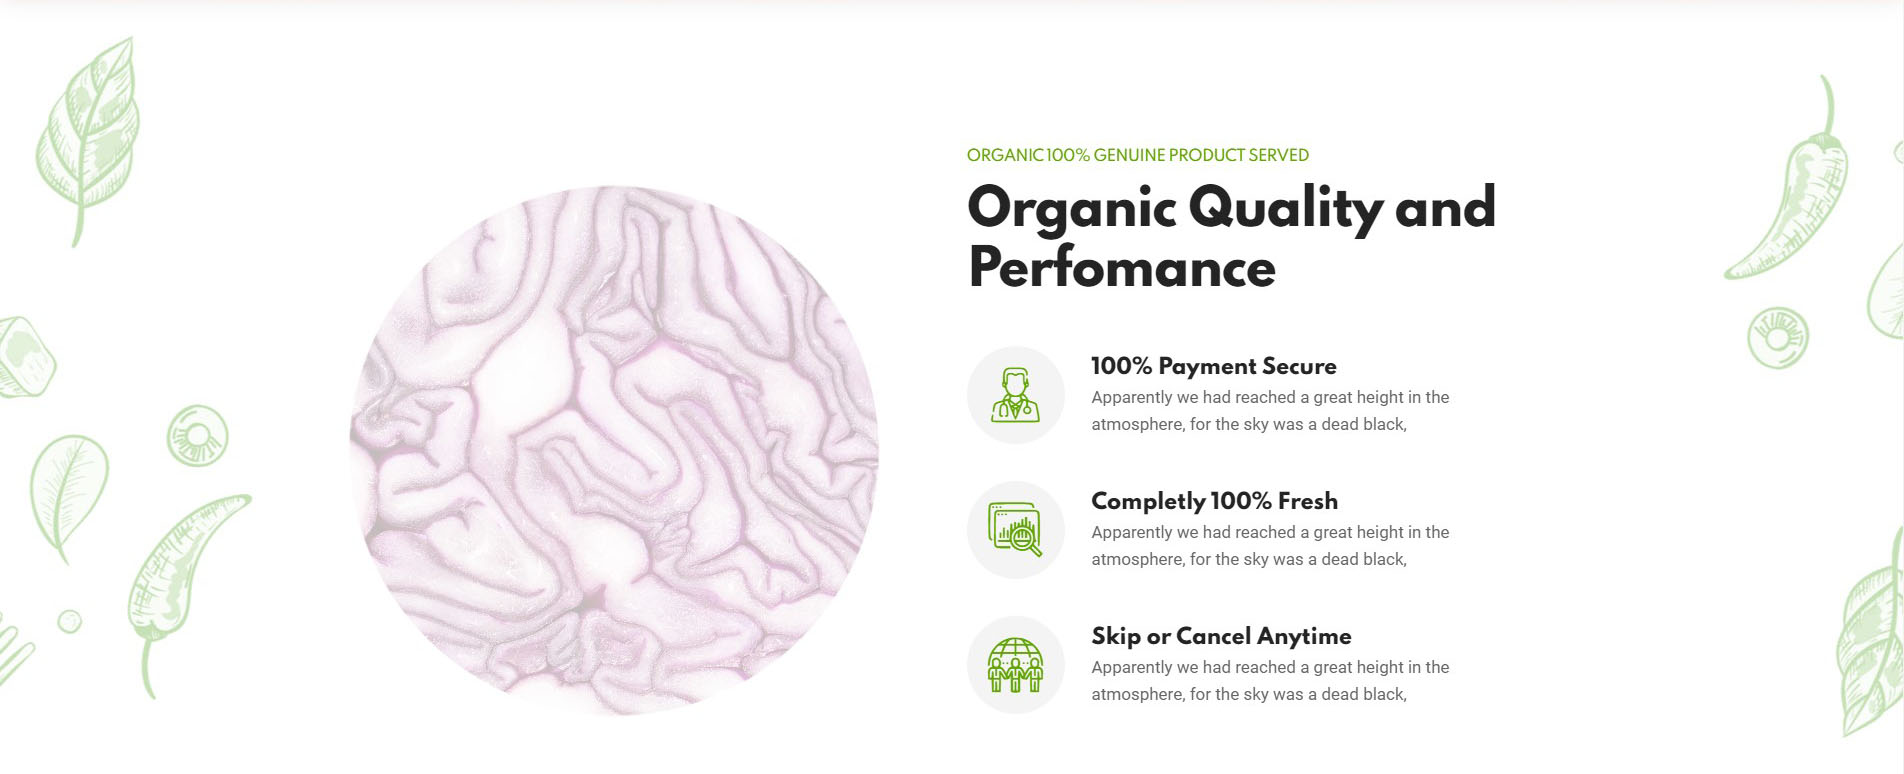 ORGANIC 100% GENUINE PRODUCT SERVED
Organic Quality and
Perfomance
100% Payment Secure
Apparently we had reached a great height in the
atmosphere, for the sky was a dead black,
Completly 100% Fresh
Apparently we had reached a great height in the
atmosphere, for the sky was a dead black,
Skip or Cancel Anytime
Apparently we had reached a great height in the
atmosphere, for the sky was a dead black,